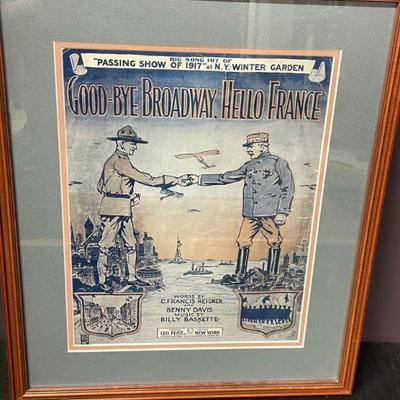 BIG SONG HIT OF
"PASSING SHOW OF 1917" at N.Y. WINTER GARDEN
GOOD-BYE BROADWAY, HELLO FRANCE
WORDS BY
C. FRANCIS REISNER
AND
BENNY DAVIS
MUSIC BY
BILLY BASKETTE
LEO. FEIST NEW YORK